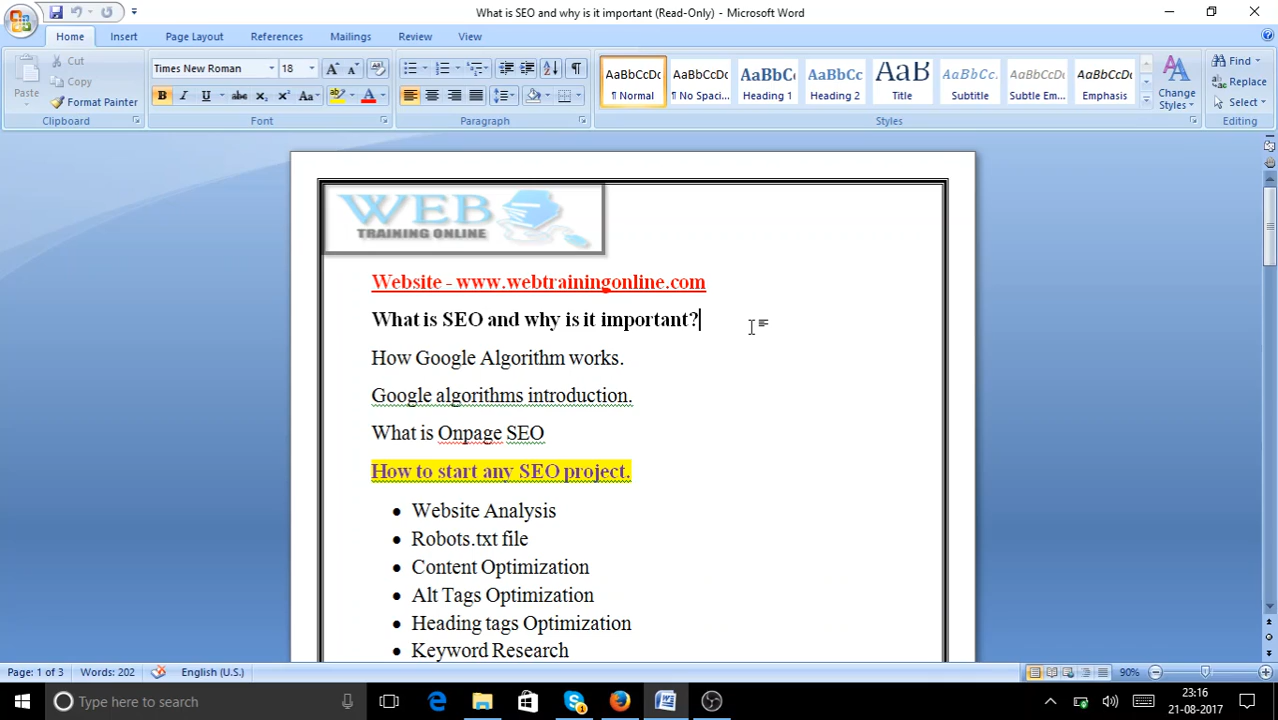 What is SEO and why is it important (Read-Only) - Microsoft Word
Home Insert Page Layout References Mailings Review View
Paste
Cut
Copy
Format Painter
Clipboard
Times New Roman 18
B I U abc X₂ X² Aa
Font
Paragraph
AaBbCcDc AaBbCcDc AaBbC AaBbCc AaB AaBbCc. AaBbCcDc AaBbCcDc
¶ Normal ¶ No Spaci... Heading 1 Heading 2 Title Subtitle Subtle Em... Emphasis
Change Styles
Styles
Find
Replace
Select
Editing
WEB
TRAINING ONLINE
Website - www.webtrainingonline.com
What is SEO and why is it important?
How Google Algorithm works.
Google algorithms introduction.
What is Onpage SEO
How to start any SEO project.
• Website Analysis
• Robots.txt file
• Content Optimization
• Alt Tags Optimization
• Heading tags Optimization
• Keyword Research
Page: 1 of 3 Words: 202 English (U.S.) 90%
Type here to search
23:16
21-08-2017